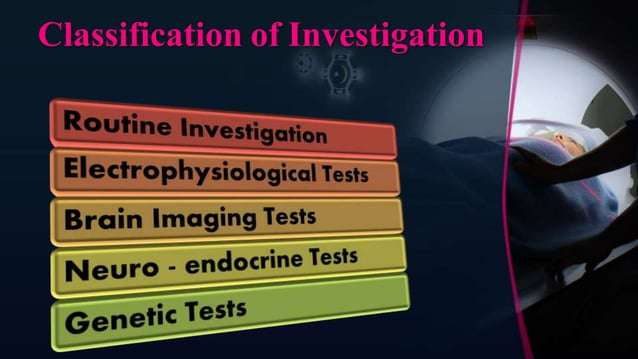 Classification of Investigation
Routine Investigation
Electrophysiological Tests
Brain Imaging Tests
Neuro - endocrine Tests
Genetic Tests